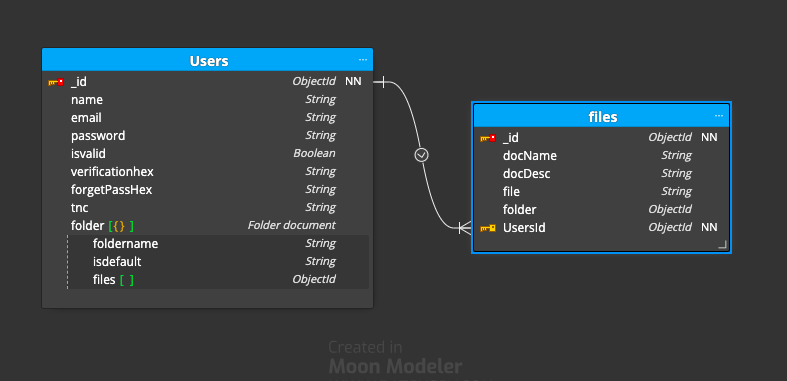 Users ...
_id ObjectId NN
name String
email String
password String
isvalid Boolean
verificationhex String
forgetPassHex String
tnc String
folder [{} ] Folder document
foldername String
isdefault String
files [ ] ObjectId
files ...
_id ObjectId NN
docName String
docDesc String
file String
folder ObjectId
UsersId ObjectId NN
Created in
Moon Modeler